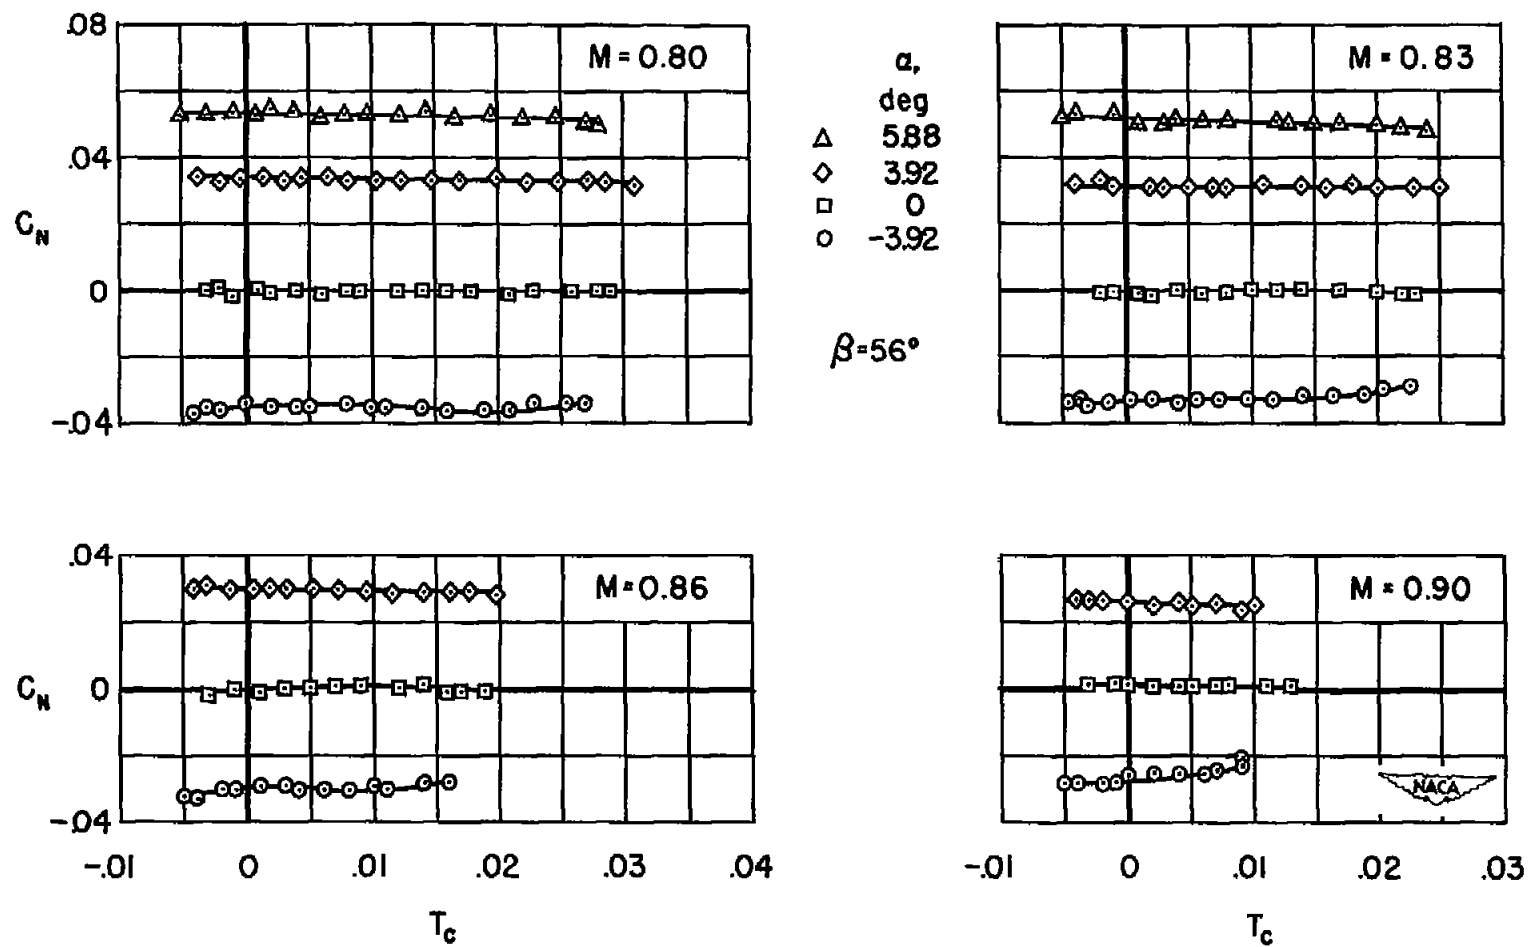 .08
M = 0.80
α,
deg
M = 0.83
5.88
.04
3.92
C_N
0
0
-3.92
β=56°
-.04
.04
M = 0.86
M = 0.90
C_N
0
NACA
-.04
-.01 0 .01 .02 .03 .04
-.01 0 .01 .02 .03
T_c
T_c